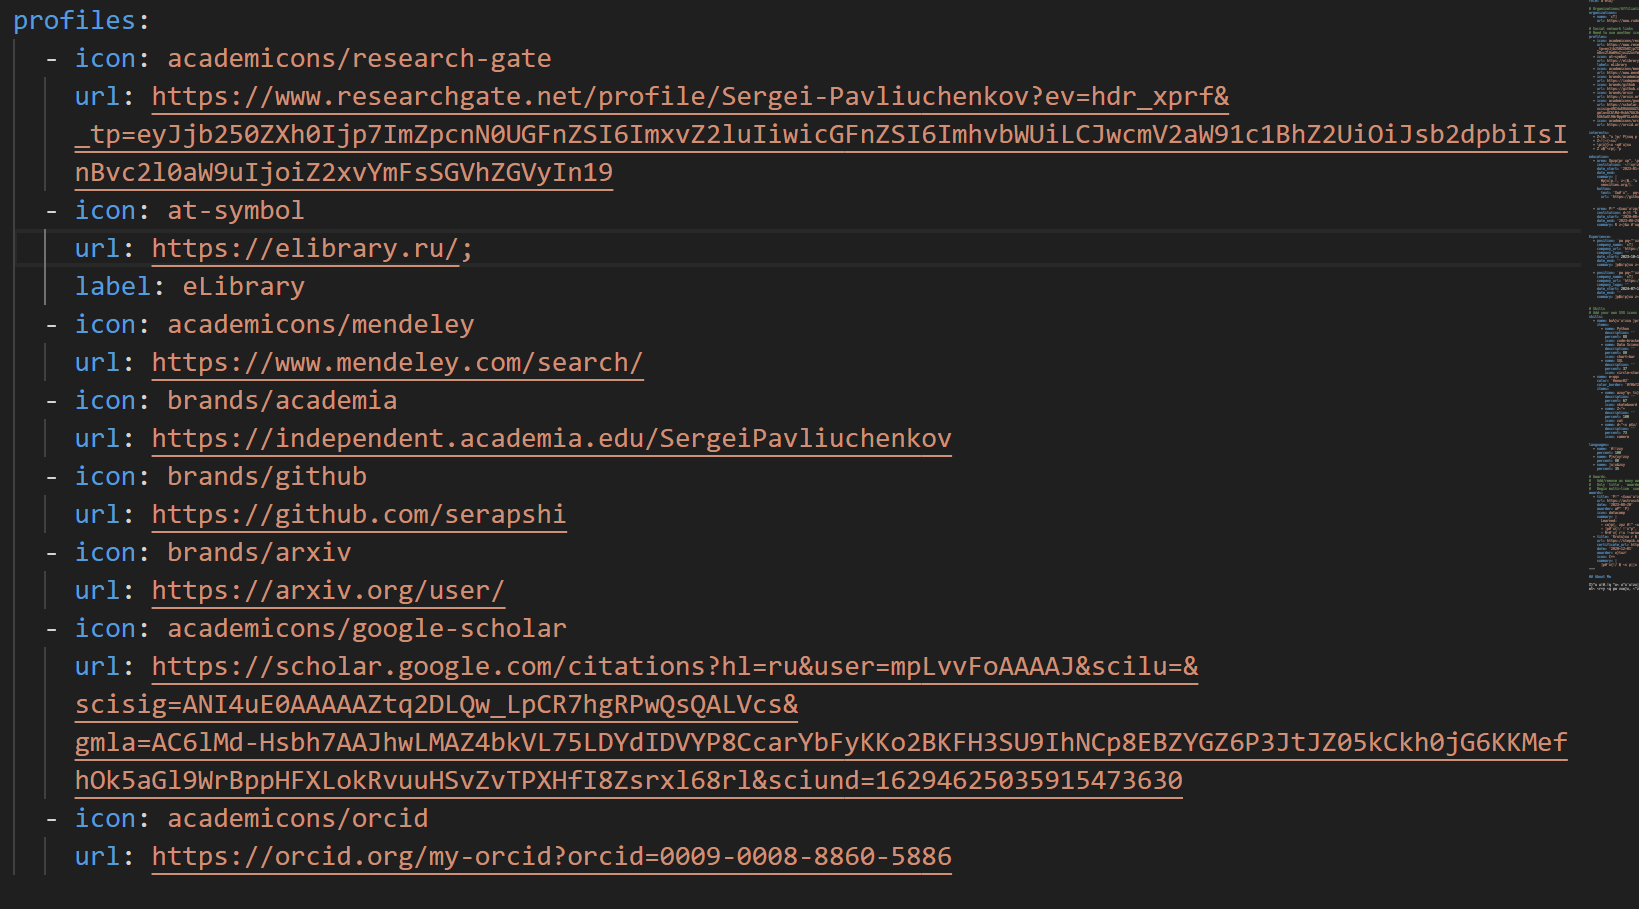 profiles:
- icon: academicons/research-gate
url: https://www.researchgate.net/profile/Sergei-Pavliuchenkov?ev=hdr_xprf&
_tp=eyJjb250ZXh0Ijp7ImZpcnN0UGFnZSI6ImxvZ2luIiwicGFnZSI6ImhvbWUiLCJwcmV2aW91c1BhZ2UiOiJsb2dpbiIsI
nBvc2l0aW9uIjoiZ2xvYmFsSGVhZGVyIn19
- icon: at-symbol
url: https://elibrary.ru/;
label: eLibrary
- icon: academicons/mendeley
url: https://www.mendeley.com/search/
- icon: brands/academia
url: https://independent.academia.edu/SergeiPavliuchenkov
- icon: brands/github
url: https://github.com/serapshi
- icon: brands/arxiv
url: https://arxiv.org/user/
- icon: academicons/google-scholar
url: https://scholar.google.com/citations?hl=ru&user=mpLvvFoAAAAJ&scilu=&
scisig=ANI4uE0AAAAAZtq2DLQw_LpCR7hgRPwQsQALVcs&
gmla=AC6lMd-Hsbh7AAJhwLMAZ4bkVL75LDYdIDVYP8CcarYbFyKKo2BKFH3SU9IhNCp8EBZYGZ6P3JtJZ05kCkh0jG6KKMef
hOk5aGl9WrBppHFXLokRvuuHSvZvTPXHfI8Zsrxl68rl&sciund=16294625035915473630
- icon: academicons/orcid
url: https://orcid.org/my-orcid?orcid=0009-0008-8860-5886